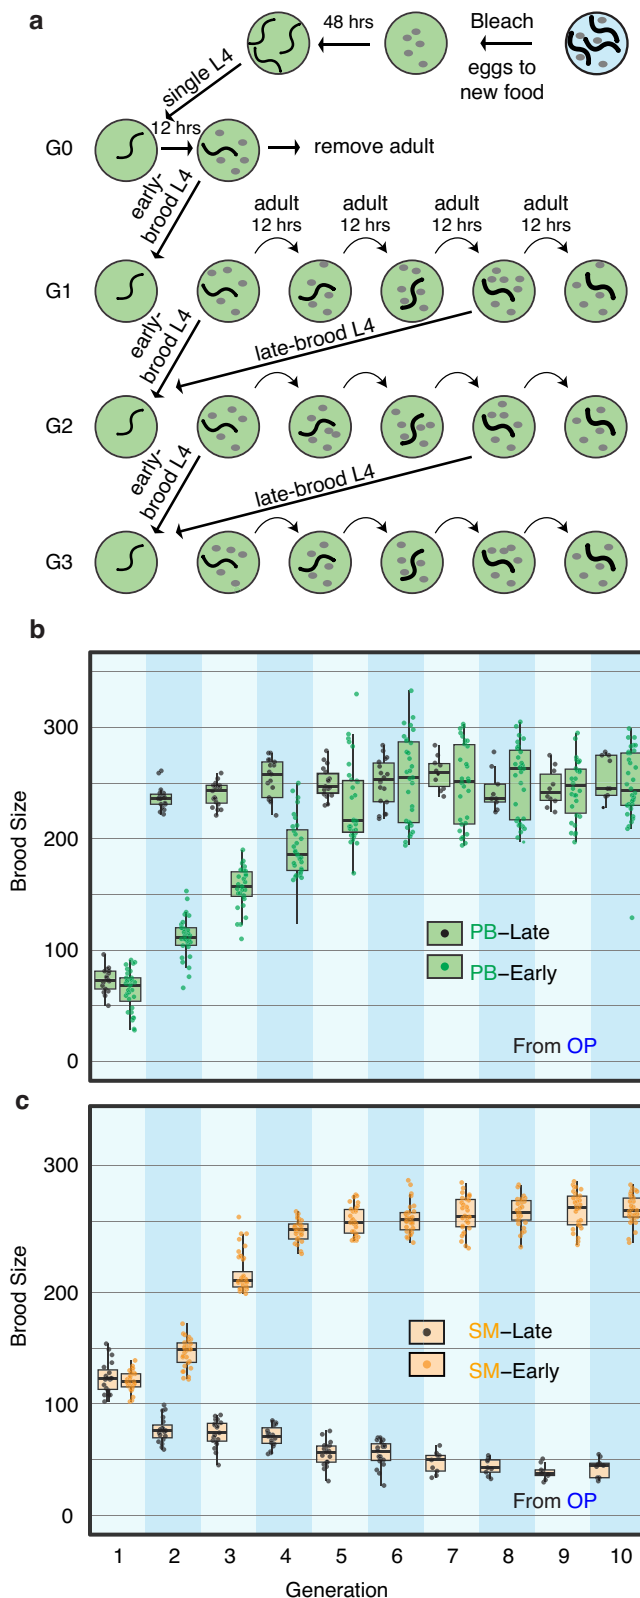 a
48 hrs
Bleach
eggs to
new food
single L4
G0
12 hrs
remove adult
early-
brood L4
adult
12 hrs
adult
12 hrs
adult
12 hrs
adult
12 hrs
G1
early-
brood L4
late-brood L4
G2
early-
brood L4
late-brood L4
G3
b
Brood Size
300
200
100
0
PB–Late
PB–Early
From OP
c
Brood Size
300
200
100
0
SM–Late
SM–Early
From OP
1 2 3 4 5 6 7 8 9 10
Generation